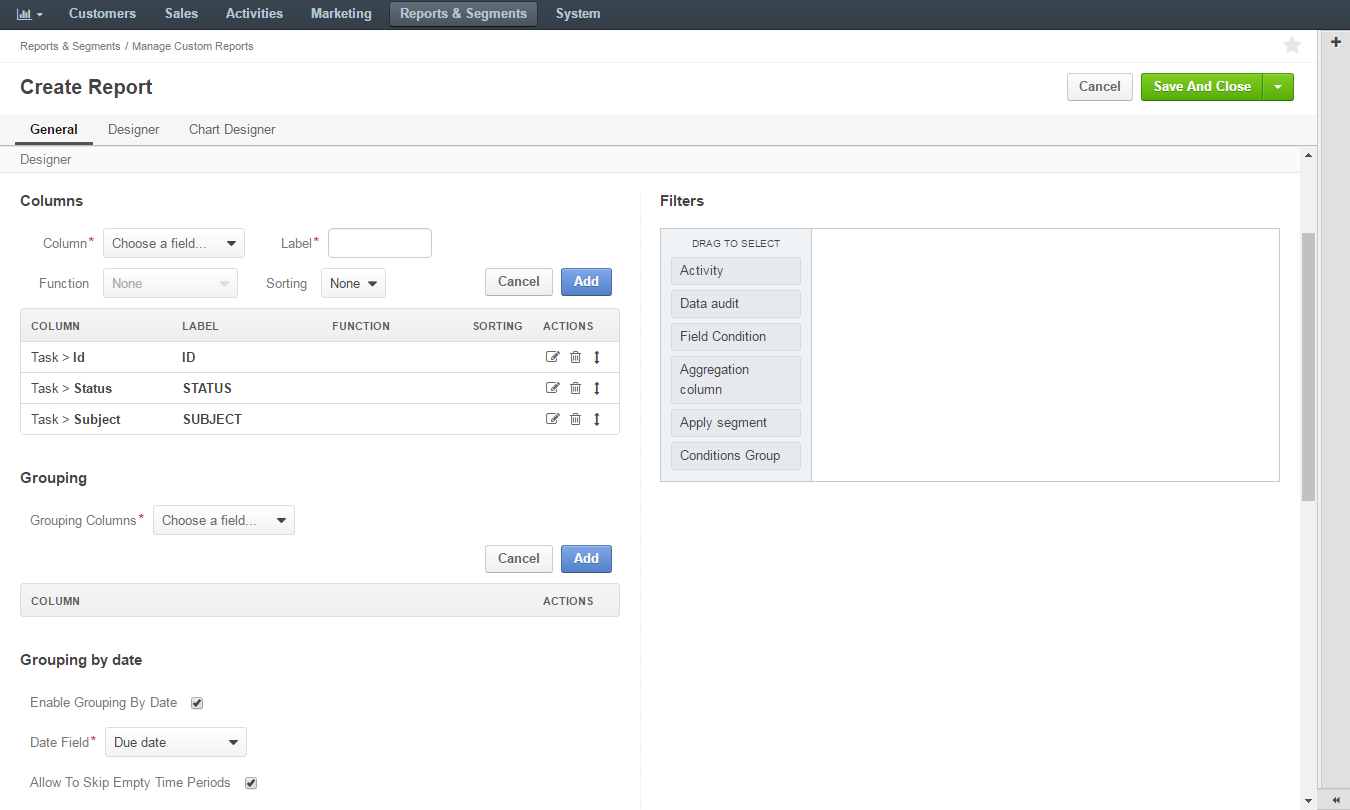 Customers Sales Activities Marketing Reports & Segments System
Reports & Segments / Manage Custom Reports
Create Report
Cancel Save And Close
General Designer Chart Designer
Designer
Columns
Column* Choose a field... Label*
Function None Sorting None Cancel Add
COLUMN LABEL FUNCTION SORTING ACTIONS
Task > Id ID
Task > Status STATUS
Task > Subject SUBJECT
Grouping
Grouping Columns* Choose a field...
Cancel Add
COLUMN ACTIONS
Grouping by date
Enable Grouping By Date
Date Field* Due date
Allow To Skip Empty Time Periods
Filters
DRAG TO SELECT
Activity
Data audit
Field Condition
Aggregation
column
Apply segment
Conditions Group